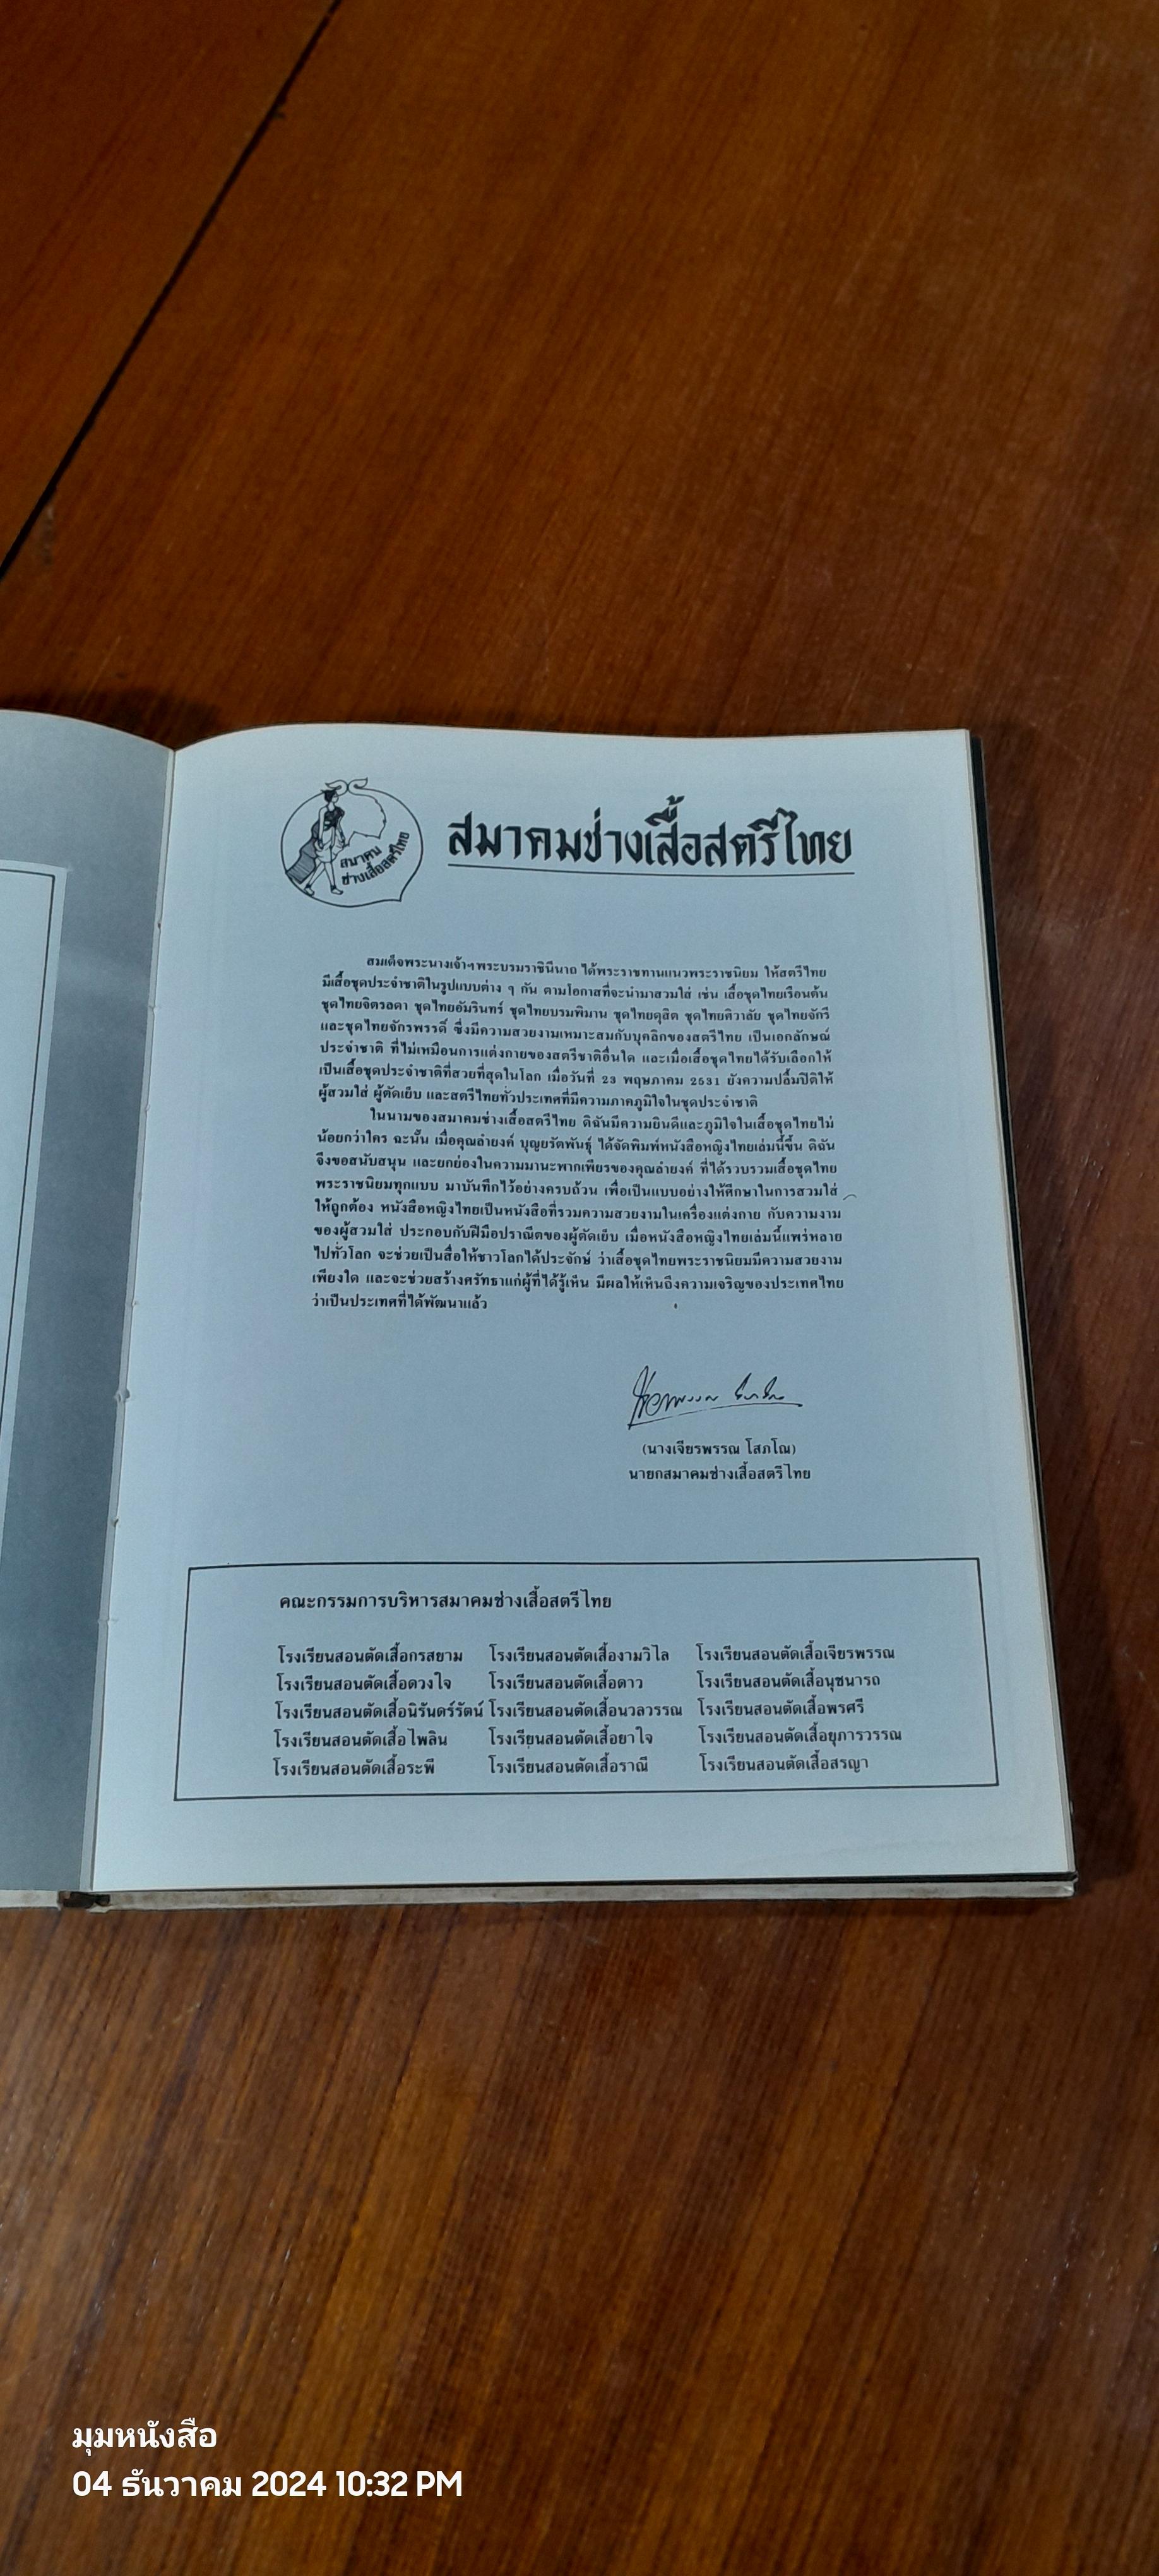 สมาคม
ช่างเสื้อสตรีไทย
สมาคมช่างเสื้อสตรีไทย
สมเด็จพระนางเจ้าฯพระบรมราชินีนาถ ได้พระราชทานแนวพระราชนิยม ให้สตรีไทย
มีเสื้อชุดประจำชาติในรูปแบบต่าง ๆ กัน ตามโอกาสที่จะนำมาสวมใส่ เช่น เสื้อชุดไทยเรือนต้น
ชุดไทยจิตรลดา ชุดไทยอัมรินทร์ ชุดไทยบรมพิมาน ชุดไทยดุสิต ชุดไทยศิวาลัย ชุดไทยจักรี
และชุดไทยจักรพรรดิ์ ซึ่งมีความสวยงามเหมาะสมกับบุคลิกของสตรีไทย เป็นเอกลักษณ์
ประจำชาติ ที่ไม่เหมือนการแต่งกายของสตรีชาติอื่นใด และเมื่อเสื้อชุดไทยได้รับเลือกให้
เป็นเสื้อชุดประจำชาติที่สวยที่สุดในโลก เมื่อวันที่ 23 พฤษภาคม 2531 ยังความปลื้มปิติให้
ผู้สวมใส่ ผู้ตัดเย็บ และสตรีไทยทั่วประเทศที่มีความภาคภูมิใจในชุดประจำชาติ
ในนามของสมาคมช่างเสื้อสตรีไทย ดิฉันมีความยินดีและภูมิใจในเสื้อชุดไทยไม่
น้อยกว่าใคร ฉะนั้น เมื่อคุณลำยงค์ บุญยรัตพันธุ์ ได้จัดพิมพ์หนังสือหญิงไทยเล่มนี้ขึ้น ดิฉัน
จึงขอสนับสนุน และยกย่องในความมานะพากเพียรของคุณลำยงค์ ที่ได้รวบรวมเสื้อชุดไทย
พระราชนิยมทุกแบบ มาบันทึกไว้อย่างครบถ้วน เพื่อเป็นแบบอย่างให้ศึกษาในการสวมใส่
ให้ถูกต้อง หนังสือหญิงไทยเป็นหนังสือที่รวมความสวยงามในเครื่องแต่งกาย กับความงาม
ของผู้สวมใส่ ประกอบกับฝีมือปราณีตของผู้ตัดเย็บ เมื่อหนังสือหญิงไทยเล่มนี้แพร่หลาย
ไปทั่วโลก จะช่วยเป็นสื่อให้ชาวโลกได้ประจักษ์ ว่าเสื้อชุดไทยพระราชนิยมมีความสวยงาม
เพียงใด และจะช่วยสร้างศรัทธาแก่ผู้ที่ได้รู้เห็น มีผลให้เห็นถึงความเจริญของประเทศไทย
ว่าเป็นประเทศที่ได้พัฒนาแล้ว
(นางเจียรพรรณ โสภโณ)
นายกสมาคมช่างเสื้อสตรีไทย
คณะกรรมการบริหารสมาคมช่างเสื้อสตรีไทย
โรงเรียนสอนตัดเสื้อกรสยาม โรงเรียนสอนตัดเสื้องามวิไล โรงเรียนสอนตัดเสื้อเจียรพรรณ
โรงเรียนสอนตัดเสื้อดวงใจ โรงเรียนสอนตัดเสื้อดาว โรงเรียนสอนตัดเสื้อนุชนารถ
โรงเรียนสอนตัดเสื้อนิรันดร์รัตน์ โรงเรียนสอนตัดเสื้อนวลวรรณ โรงเรียนสอนตัดเสื้อพรศรี
โรงเรียนสอนตัดเสื้อไพลิน โรงเรียนสอนตัดเสื้อยาใจ โรงเรียนสอนตัดเสื้อยุภารวรรณ
โรงเรียนสอนตัดเสื้อระพี โรงเรียนสอนตัดเสื้อราณี โรงเรียนสอนตัดเสื้อสรญา
มุมหนังสือ
04 ธันวาคม 2024 10:32 PM